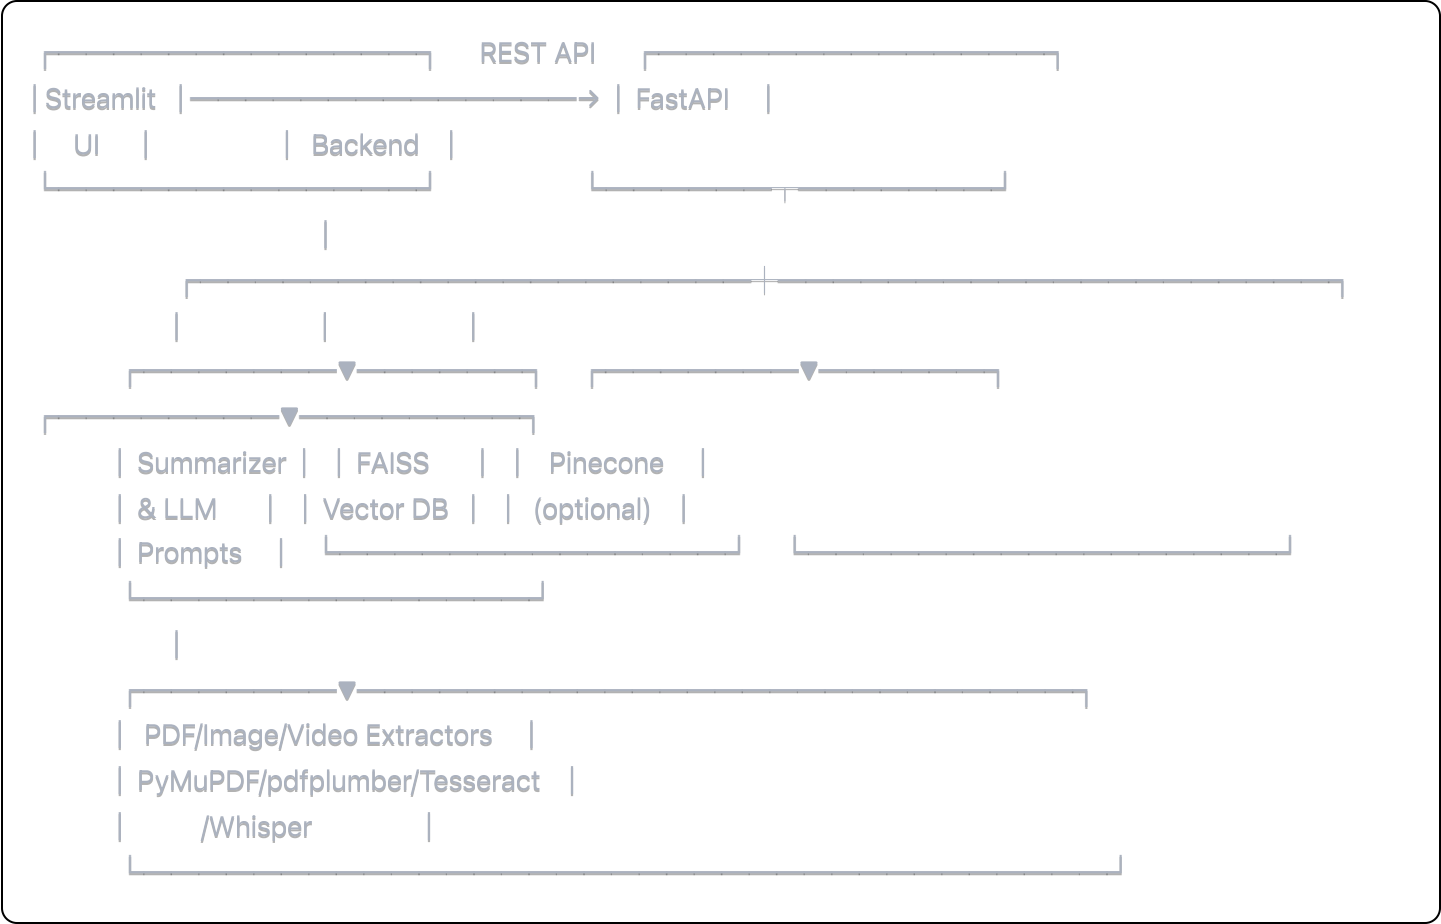 REST API
| Streamlit | → | FastAPI |
| UI | | Backend |
|
| | |
▼ ▼
▼
| Summarizer | | FAISS | | Pinecone |
| & LLM | | Vector DB | | (optional) |
| Prompts |
|
▼
| PDF/Image/Video Extractors |
| PyMuPDF/pdfplumber/Tesseract |
| /Whisper |